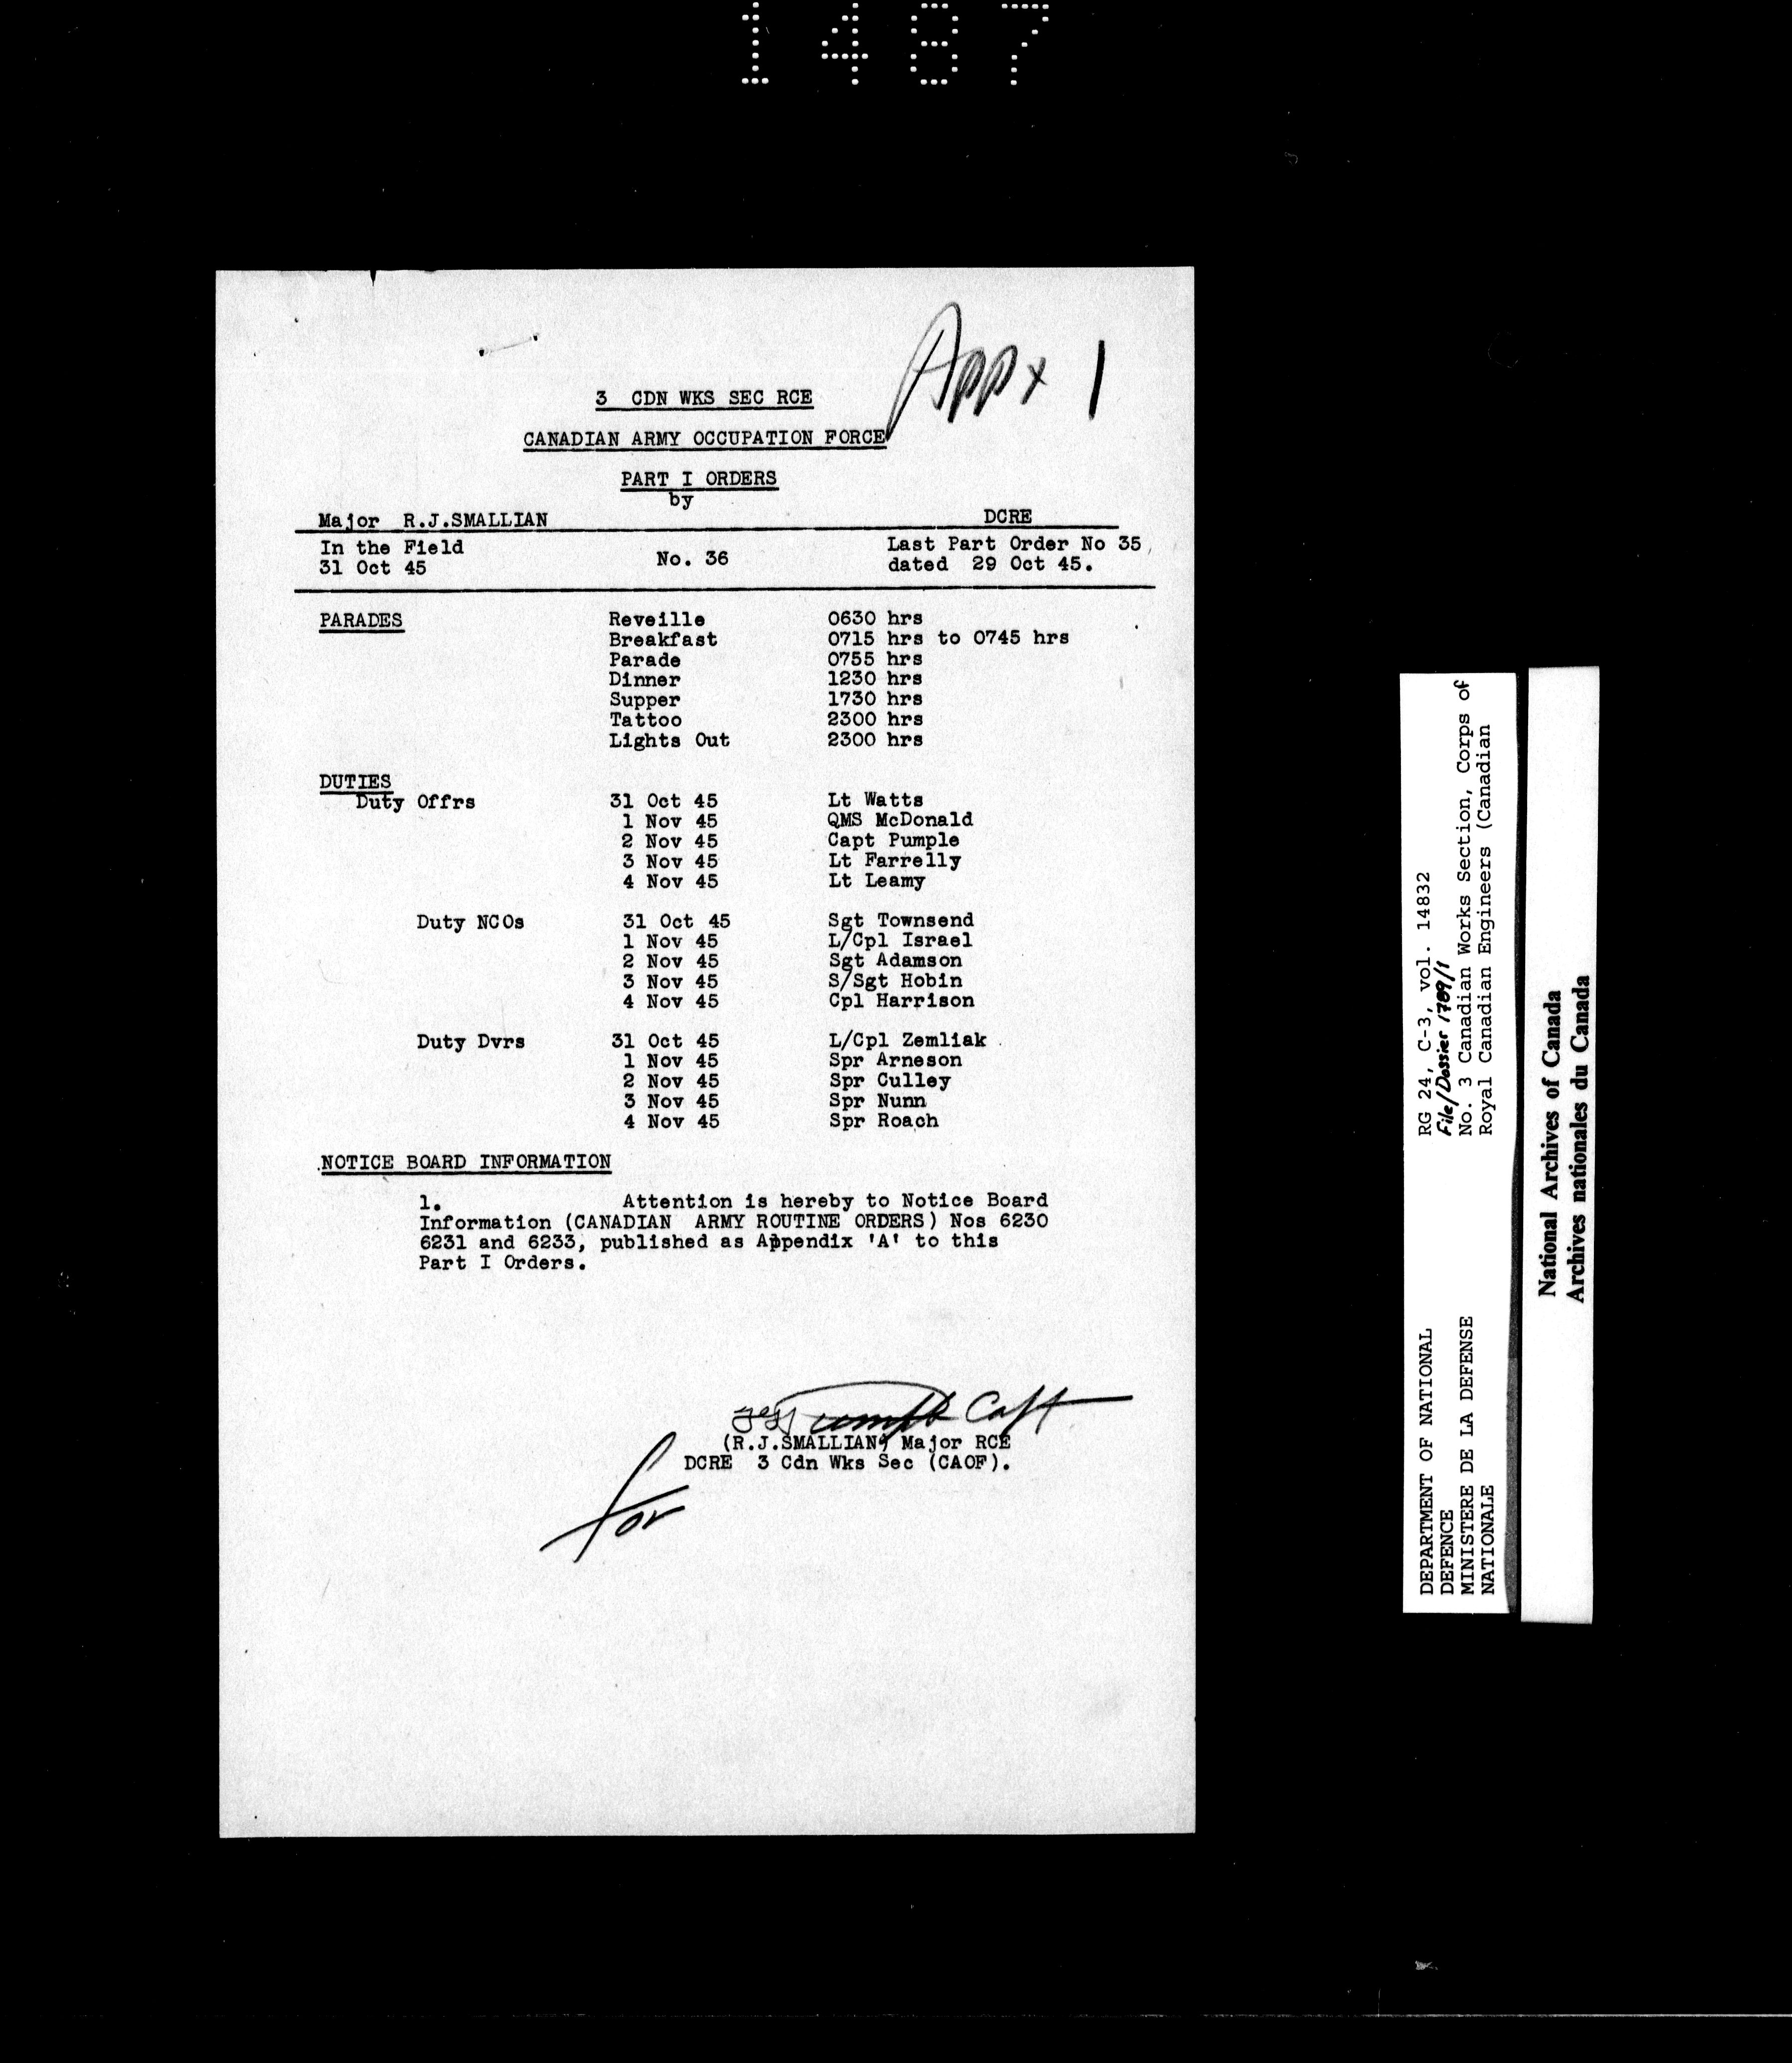 1487
Appx 1
3 CDN WKS SEC RCE
CANADIAN ARMY OCCUPATION FORCE
PART I ORDERS
by
Major R.J.SMALLIAN DCRE
In the Field
31 Oct 45
No. 36
Last Part Order No 35,
dated 29 Oct 45.
PARADES Reveille 0630 hrs
Breakfast 0715 hrs to 0745 hrs
Parade 0755 hrs
Dinner 1230 hrs
Supper 1730 hrs
Tattoo 2300 hrs
Lights Out 2300 hrs
DUTIES
Duty Offrs 31 Oct 45 Lt Watts
1 Nov 45 QMS McDonald
2 Nov 45 Capt Pumple
3 Nov 45 Lt Farrelly
4 Nov 45 Lt Leamy
Duty NCOs 31 Oct 45 Sgt Townsend
1 Nov 45 L/Cpl Israel
2 Nov 45 Sgt Adamson
3 Nov 45 S/Sgt Hobin
4 Nov 45 Cpl Harrison
Duty Dvrs 31 Oct 45 L/Cpl Zemliak
1 Nov 45 Spr Arneson
2 Nov 45 Spr Culley
3 Nov 45 Spr Nunn
4 Nov 45 Spr Roach
NOTICE BOARD INFORMATION
1. Attention is hereby to Notice Board
Information (CANADIAN ARMY ROUTINE ORDERS) Nos 6230
6231 and 6233, published as Appendix 'A' to this
Part I Orders.
Capt
(R.J.SMALLIAN) Major RCE
DCRE 3 Cdn Wks Sec (CAOF).
for
DEPARTMENT OF NATIONAL
DEFENCE
MINISTERE DE LA DEFENSE
NATIONALE
RG 24, C-3, vol. 14832
File/Dossier 1789/1
No. 3 Canadian Works Section, Corps of
Royal Canadian Engineers (Canadian
National Archives of Canada
Archives nationales du Canada